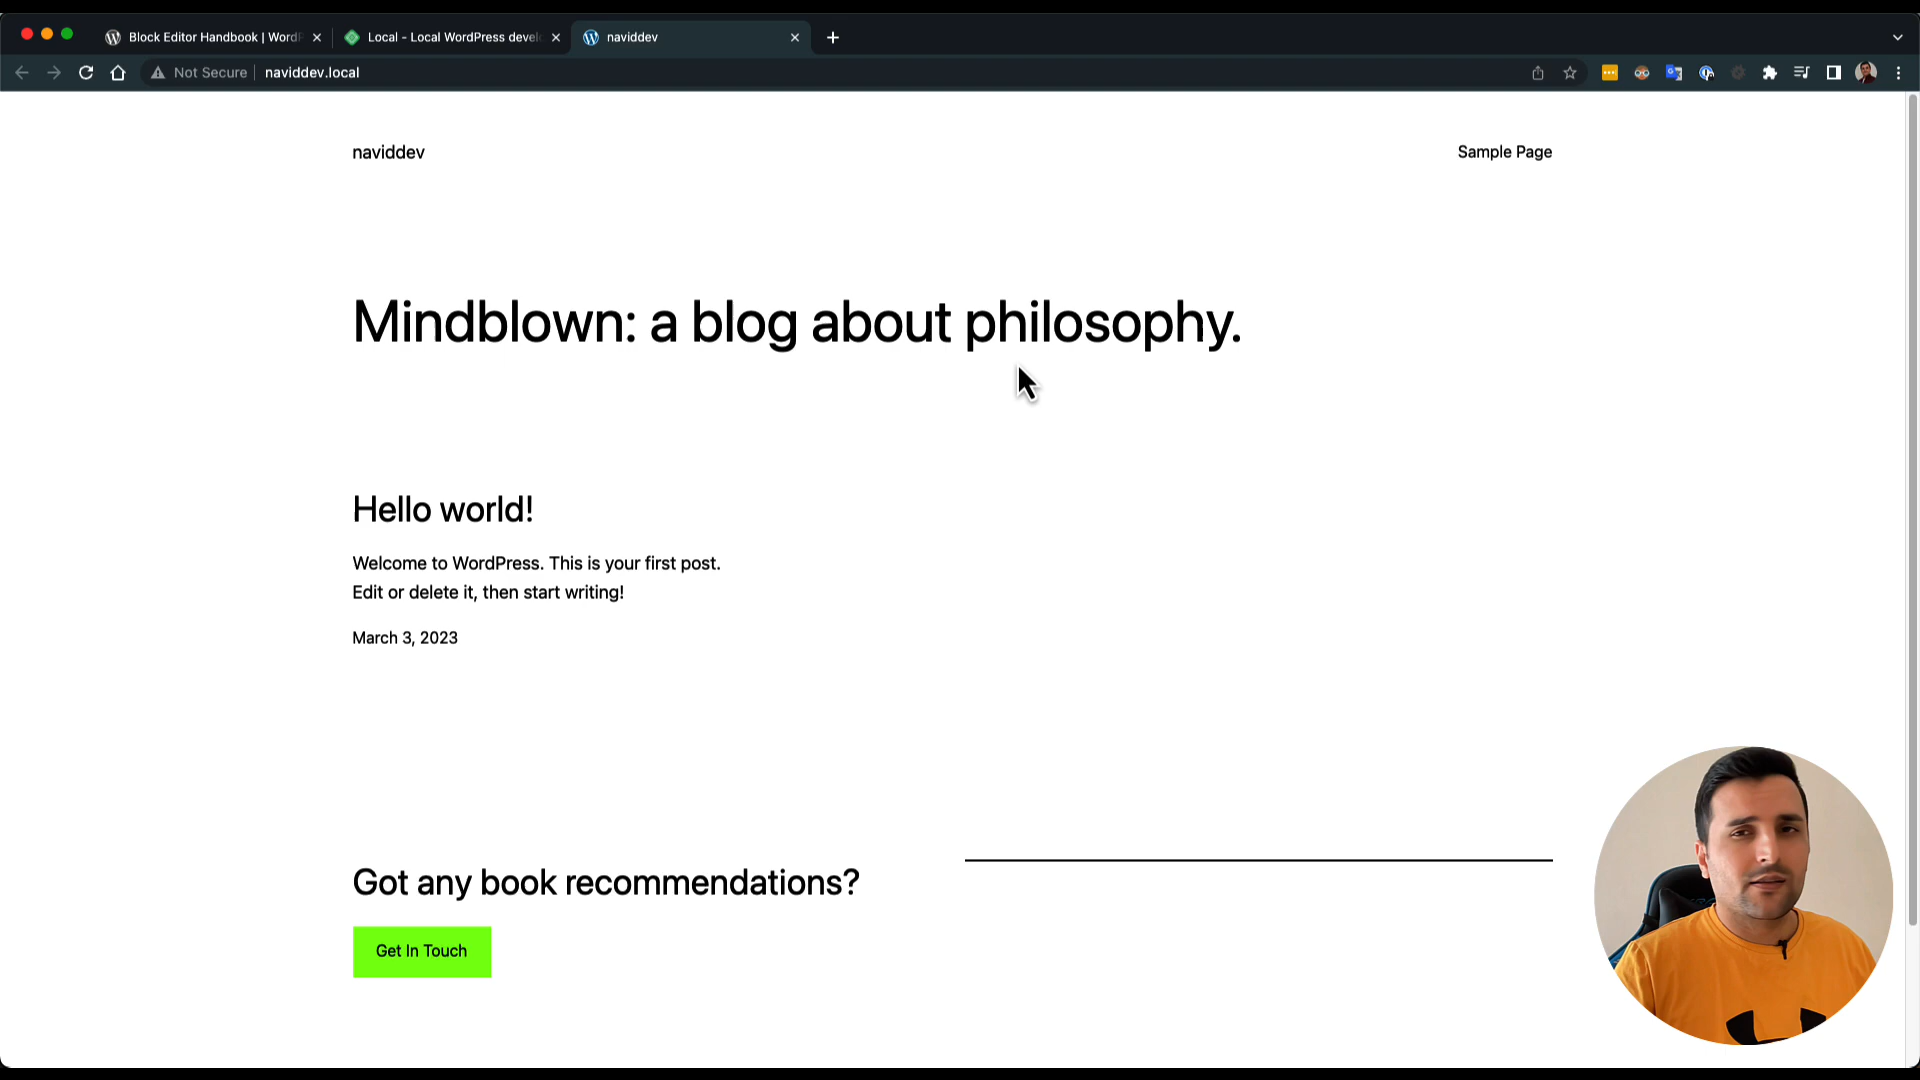 Block Editor Handbook | Word
Local - Local WordPress devel
naviddev
Not Secure
naviddev.local
naviddev
Sample Page
Mindblown: a blog about philosophy.
Hello world!
Welcome to WordPress. This is your first post.
Edit or delete it, then start writing!
March 3, 2023
Got any book recommendations?
Get In Touch